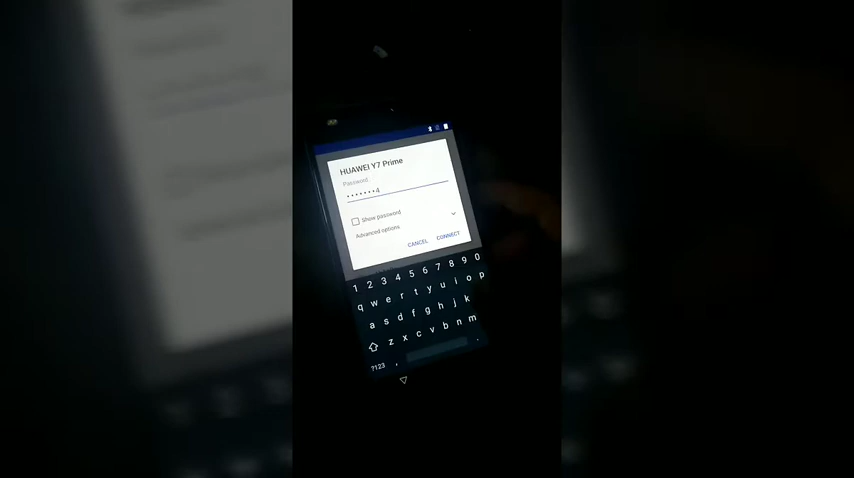 HUAWEI Y7 Prime
Password
•••••••4
Show password
Advanced options
CANCEL CONNECT
1 2 3 4 5 6 7 8 9 0
q w e r t y u i o p
a s d f g h j k
z x c v b n m
?123 , .